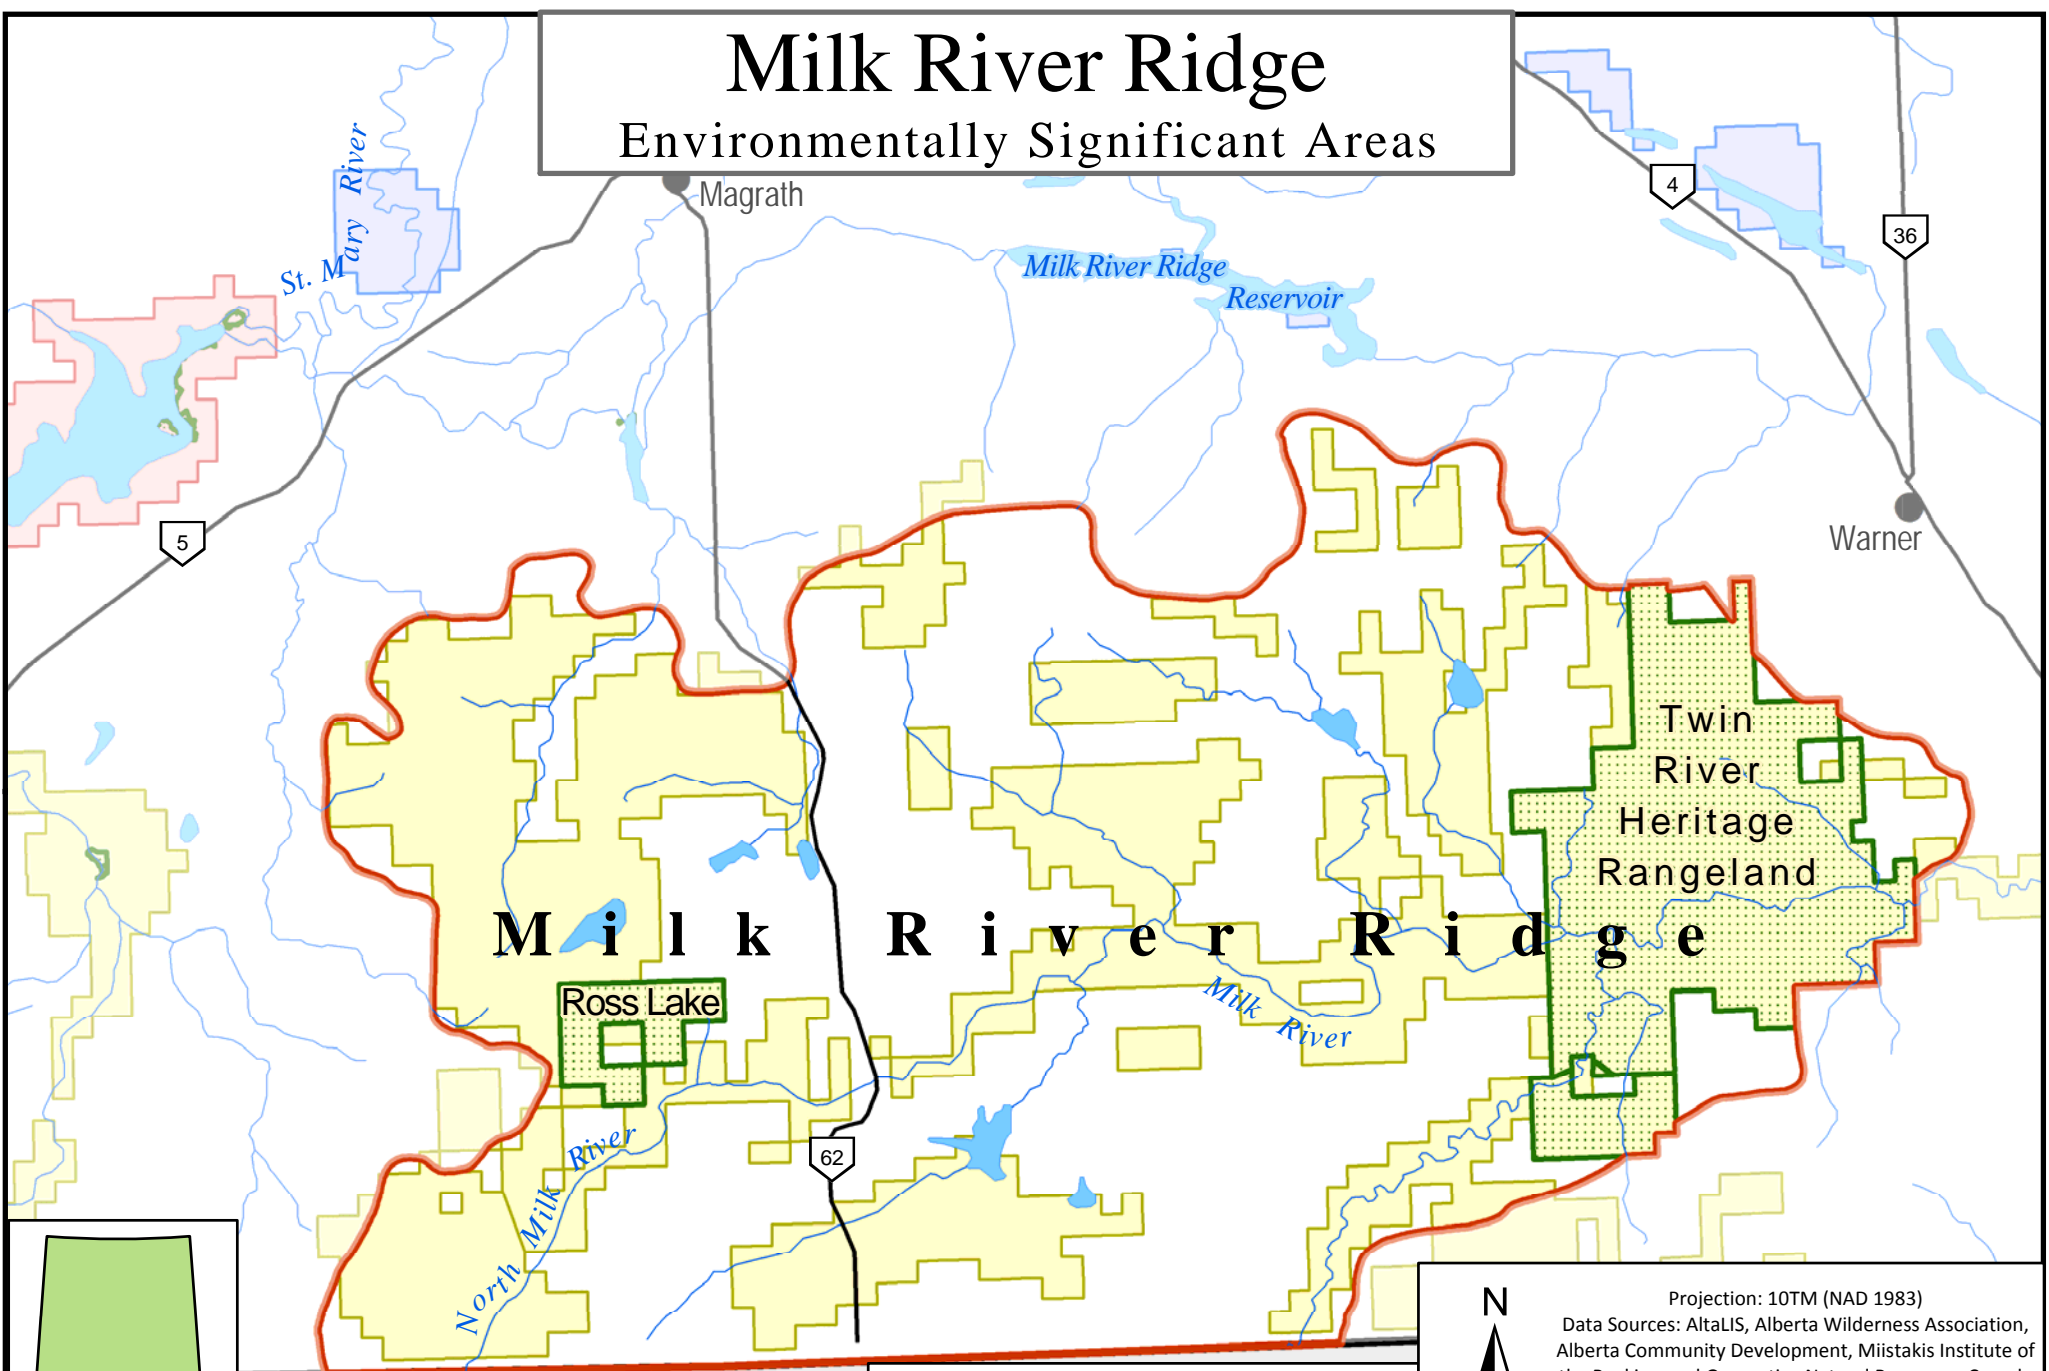 Milk River Ridge
Environmentally Significant Areas
St. Mary River
Magrath
4
36
Milk River Ridge
Reservoir
5
Warner
Twin
River
Heritage
Rangeland
Milk River Ridge
Ross Lake
Milk River
62
North Milk River
N
Projection: 10TM (NAD 1983)
Data Sources: AltaLIS, Alberta Wilderness Association,
Alberta Community Development, Miistakis Institute of